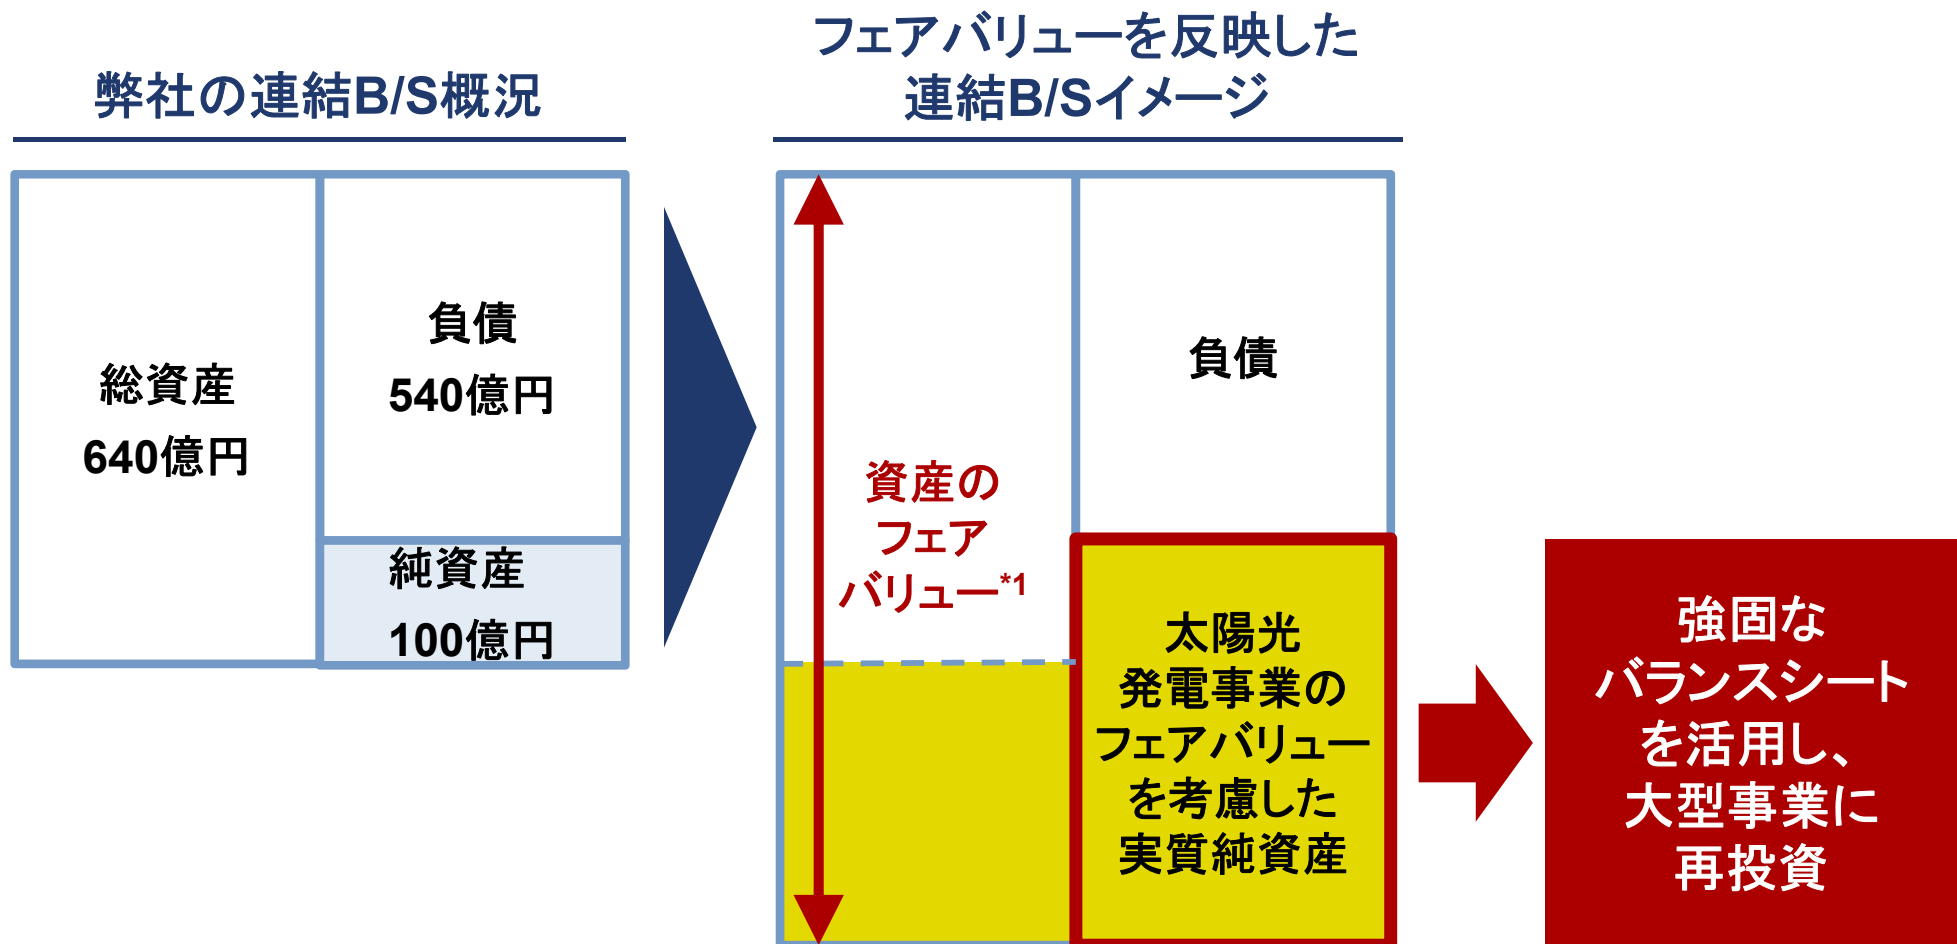 弊社の連結B/S概況
フェアバリューを反映した
連結B/Sイメージ
総資産
640億円
負債
540億円
純資産
100億円
資産の
フェア
バリュー*1
負債
太陽光
発電事業の
フェアバリュー
を考慮した
実質純資産
強固な
バランスシート
を活用し、
大型事業に
再投資